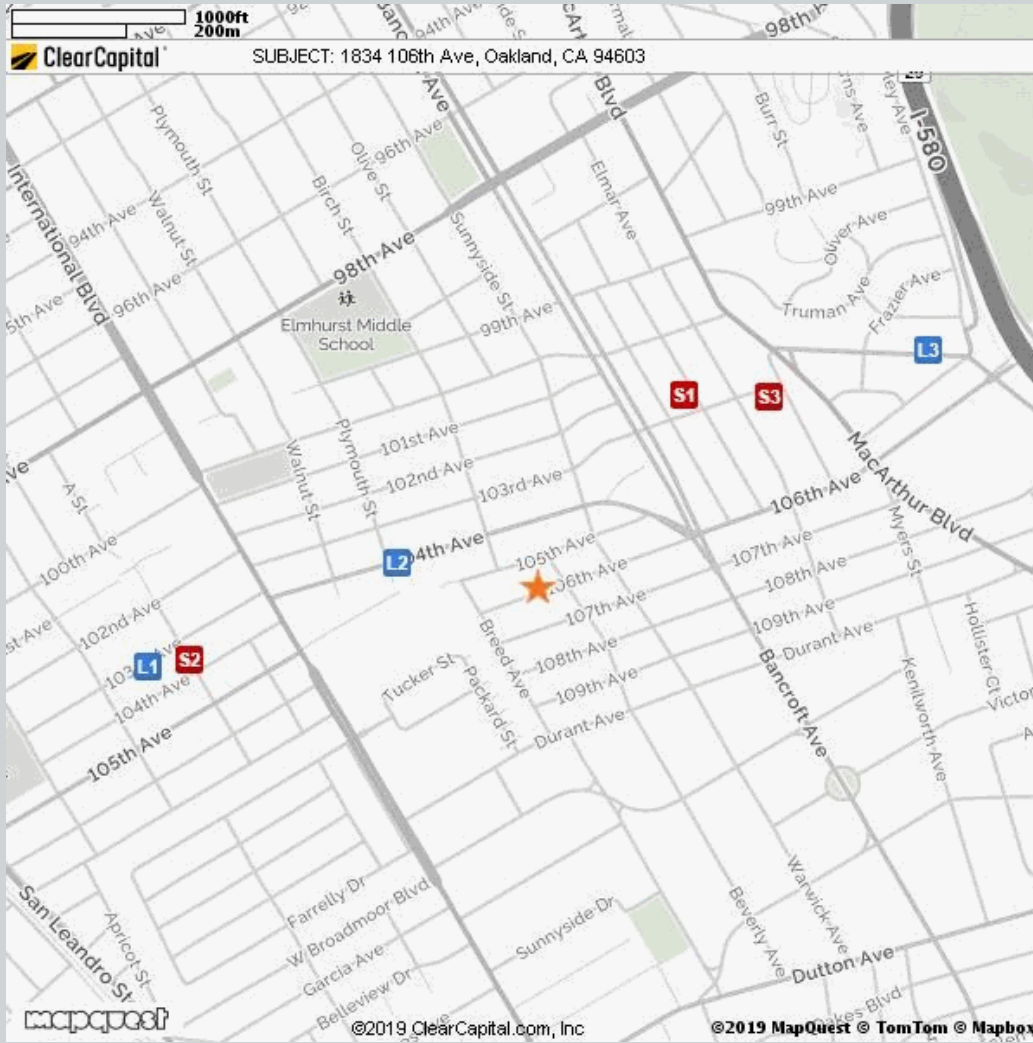 1000ft
200m
ClearCapital
SUBJECT: 1834 106th Ave, Oakland, CA 94603
98th
Blvd
Ave
I-580
Burr St
Plymouth St
Olive St
96th Ave
Birch St
Elmar Ave
99th Ave
International Blvd
94th Ave
Walnut St
Sunnyside St
Oliver Ave
98th Ave
96th Ave
Truman Ave
Frazier Ave
Elmhurst Middle
School
99th Ave
L3
S1
S3
101st Ave
102nd Ave
103rd Ave
Plymouth St
Walnut St
MacArthur Blvd
106th Ave
A St
100th Ave
L2
105th Ave
106th Ave
107th Ave
107th Ave
108th Ave
109th Ave
Durant Ave
Myers St
102nd Ave
L1
S2
104th Ave
105th Ave
Breed Ave
108th Ave
109th Ave
Durant Ave
Tucker St
Packard St
Bancroft Ave
Kenilworth Ave
Hollister Ct
Farrelly Dr
W Broadmoor Blvd
Garcia Ave
Belleview Dr
San Leandro St
Apricot St
Sunnyside Dr
Beverly Ave
Warwick Ave
Dutton Ave
mapquest
©2019 ClearCapital.com, Inc
©2019 MapQuest © TomTom © Mapbox